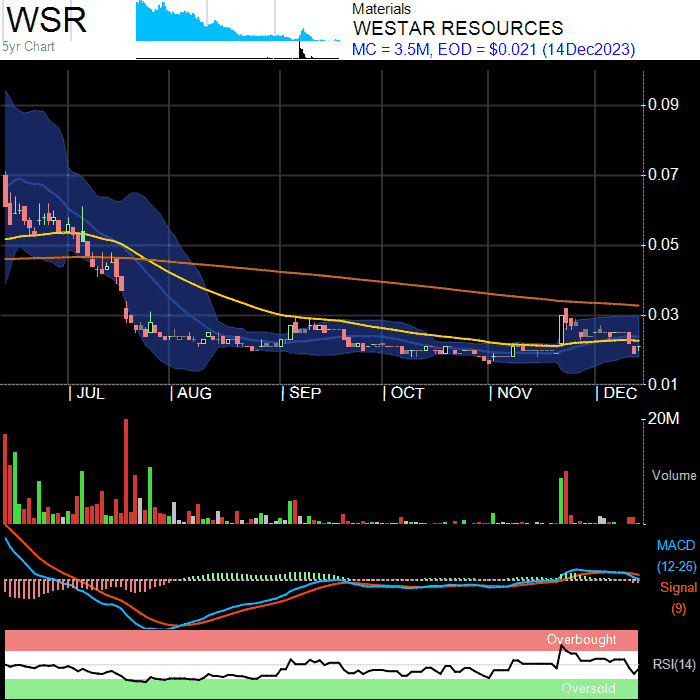 WSR
5yr Chart
Materials
WESTAR RESOURCES
MC = 3.5M, EOD = $0.021 (14Dec2023)
0.09
0.07
0.05
0.03
0.01
JUL AUG SEP OCT NOV DEC
20M
Volume
MACD
(12-26)
Signal
(9)
Overbought
RSI(14)
Oversold